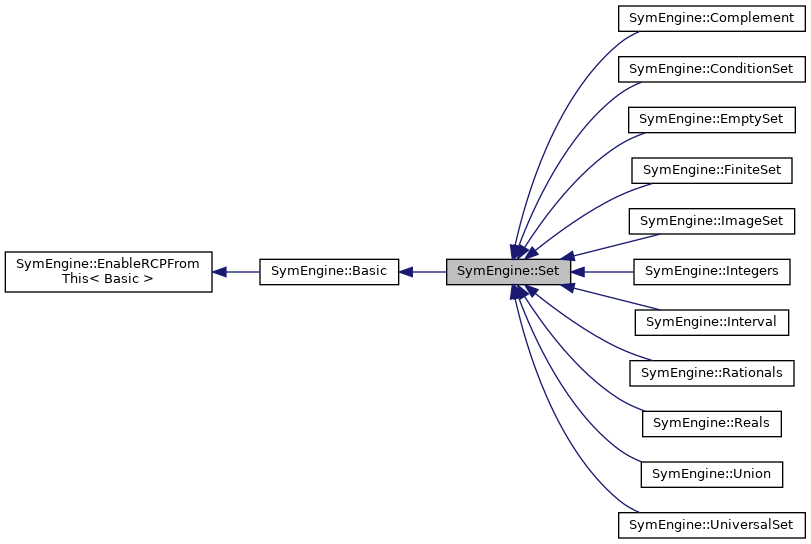 SymEngine::Complement
SymEngine::ConditionSet
SymEngine::EmptySet
SymEngine::FiniteSet
SymEngine::ImageSet
SymEngine::EnableRCPFrom
This< Basic >
SymEngine::Basic
SymEngine::Set
SymEngine::Integers
SymEngine::Interval
SymEngine::Rationals
SymEngine::Reals
SymEngine::Union
SymEngine::UniversalSet